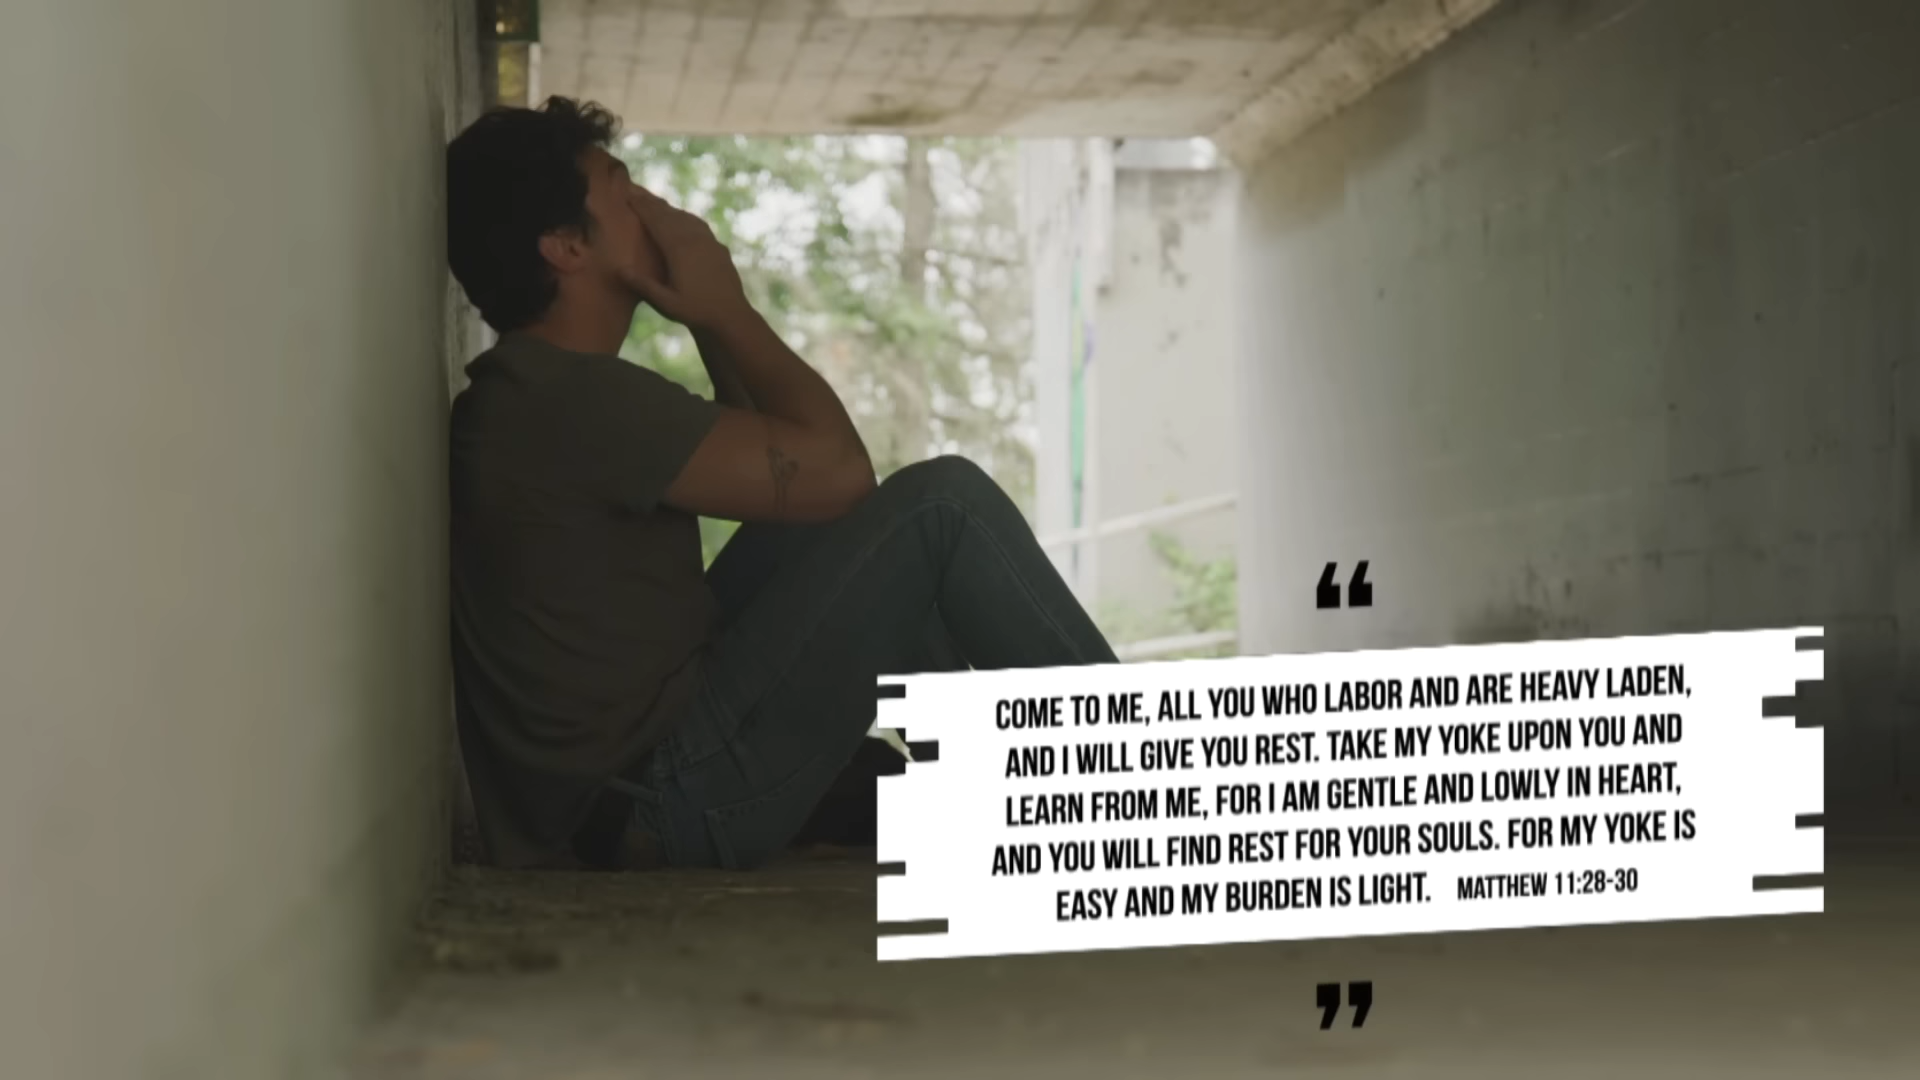 “
COME TO ME, ALL YOU WHO LABOR AND ARE HEAVY LADEN,
AND I WILL GIVE YOU REST. TAKE MY YOKE UPON YOU AND
LEARN FROM ME, FOR I AM GENTLE AND LOWLY IN HEART,
AND YOU WILL FIND REST FOR YOUR SOULS. FOR MY YOKE IS
EASY AND MY BURDEN IS LIGHT. MATTHEW 11:28-30
”